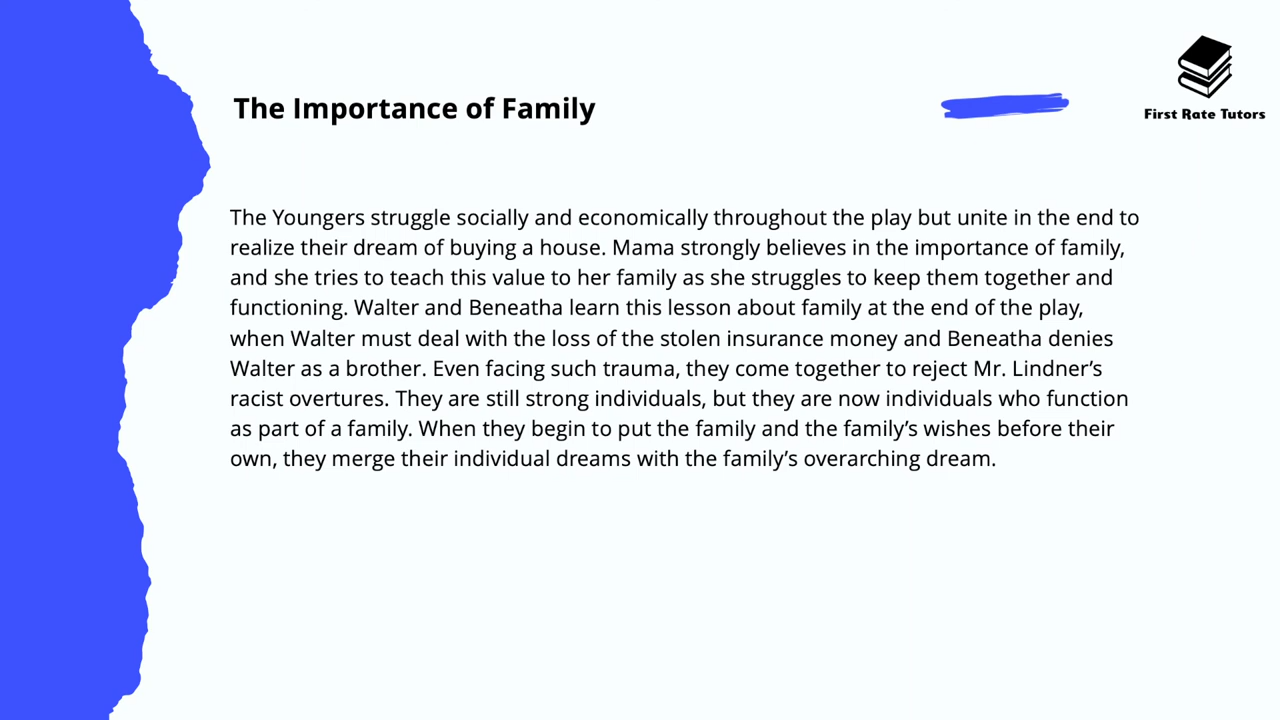 The Importance of Family
First Rate Tutors
The Youngers struggle socially and economically throughout the play but unite in the end to
realize their dream of buying a house. Mama strongly believes in the importance of family,
and she tries to teach this value to her family as she struggles to keep them together and
functioning. Walter and Beneatha learn this lesson about family at the end of the play,
when Walter must deal with the loss of the stolen insurance money and Beneatha denies
Walter as a brother. Even facing such trauma, they come together to reject Mr. Lindner’s
racist overtures. They are still strong individuals, but they are now individuals who function
as part of a family. When they begin to put the family and the family’s wishes before their
own, they merge their individual dreams with the family’s overarching dream.